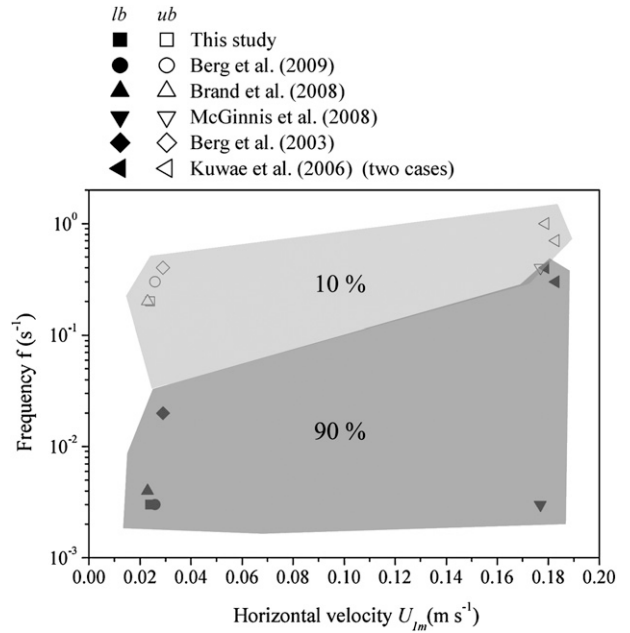 lb ub
This study
Berg et al. (2009)
Brand et al. (2008)
McGinnis et al. (2008)
Berg et al. (2003)
Kuwae et al. (2006) (two cases)
10^0
10^-1
10^-2
10^-3
Frequency f (s^-1)
10 %
90 %
0.00 0.02 0.04 0.06 0.08 0.10 0.12 0.14 0.16 0.18 0.20
Horizontal velocity U_1m (m s^-1)